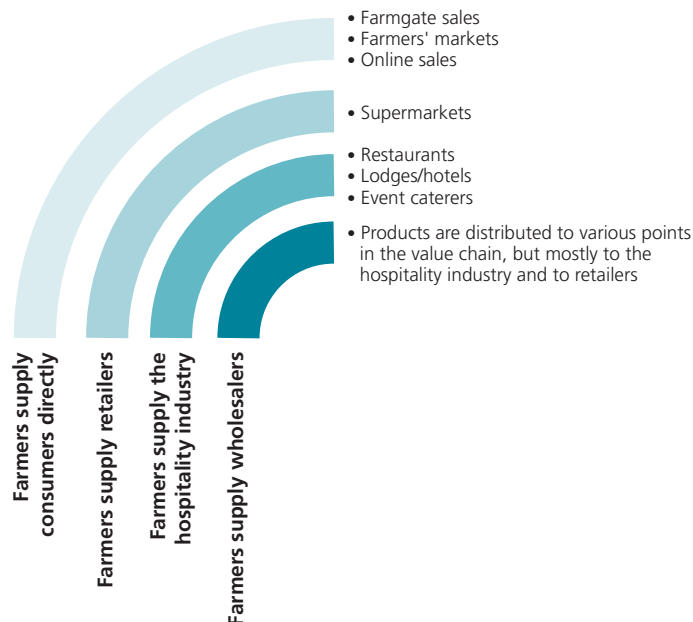 • Farmgate sales
• Farmers' markets
• Online sales
• Supermarkets
• Restaurants
• Lodges/hotels
• Event caterers
• Products are distributed to various points
in the value chain, but mostly to the
hospitality industry and to retailers
Farmers supply
consumers directly
Farmers supply retailers
Farmers supply the
hospitality industry
Farmers supply wholesalers